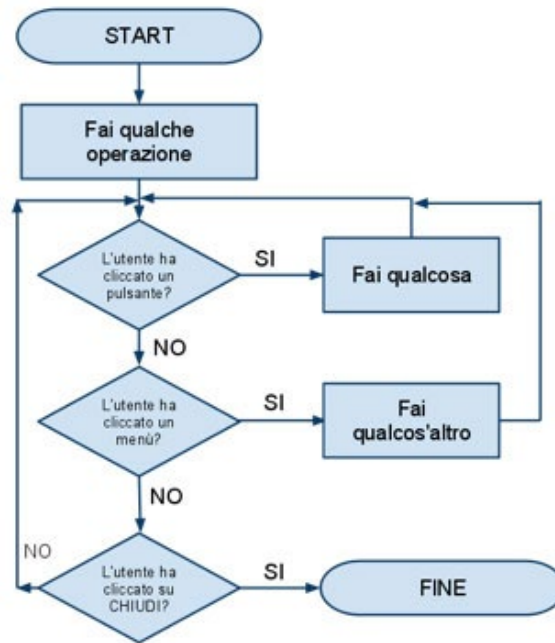 START
Fai qualche
operazione
L'utente ha
cliccato un
pulsante?
SI
Fai qualcosa
NO
L'utente ha
cliccato un
menù?
SI
Fai
qualcos'altro
NO
NO
L'utente ha
cliccato su
CHIUDI?
SI
FINE